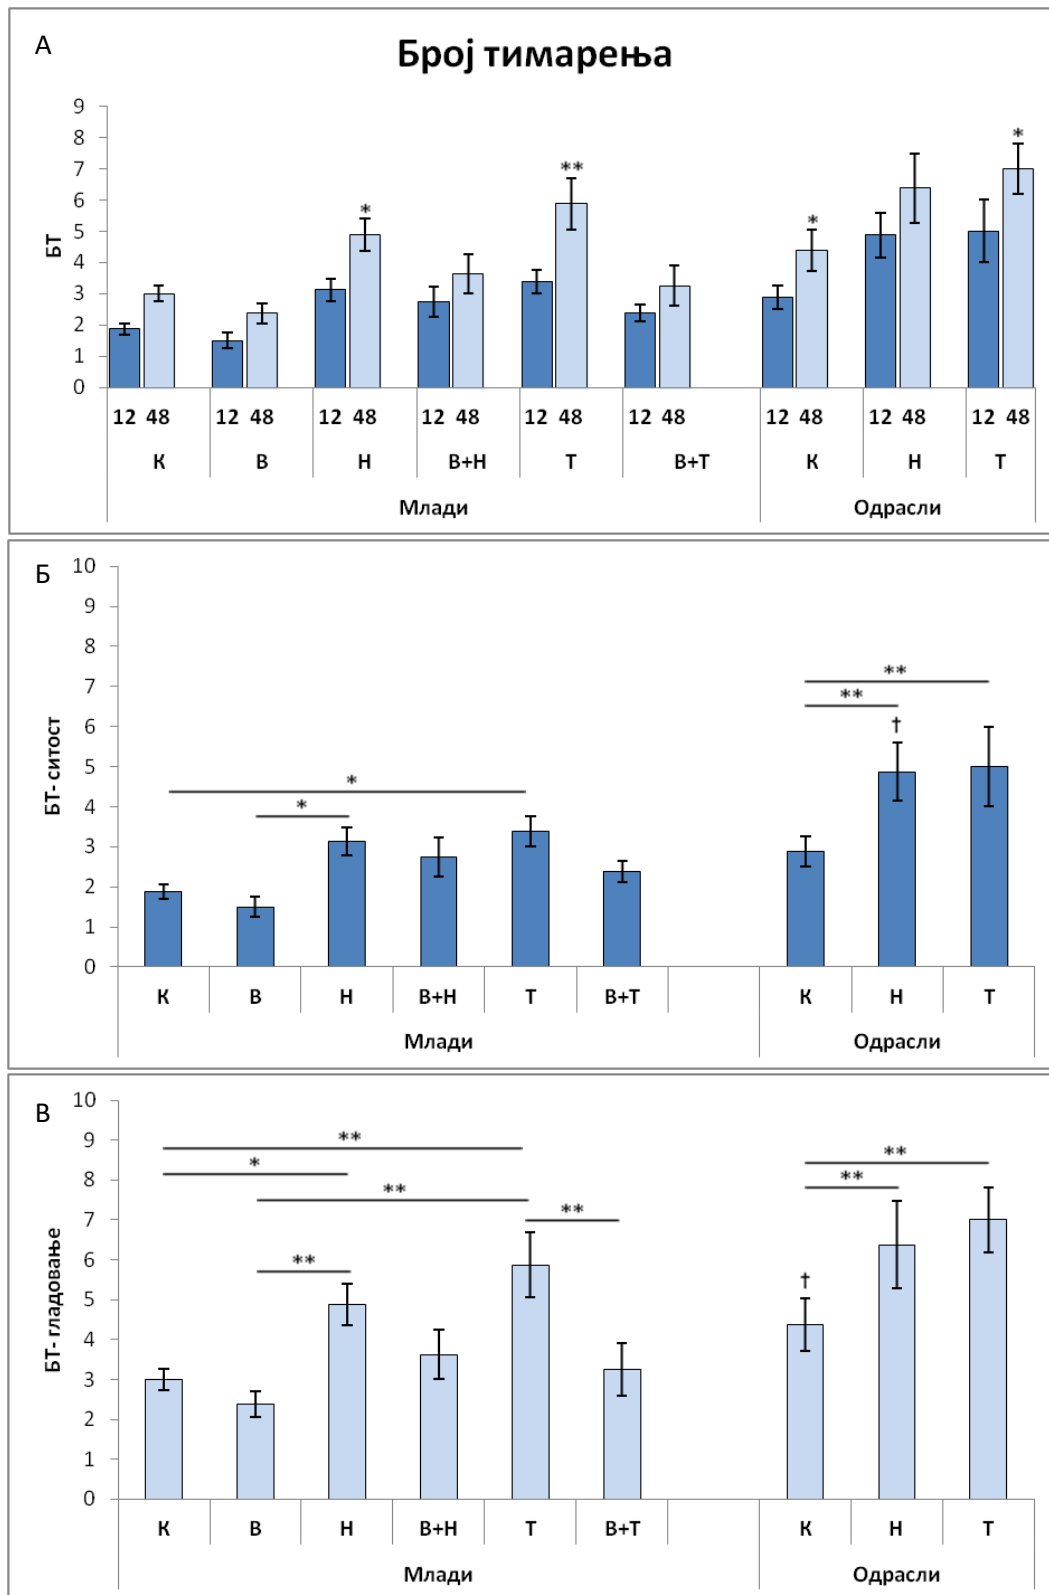 А
Број тимарења
БТ
9
8
7
6
5
4
3
2
1
0
* ** * *
12 48 12 48 12 48 12 48 12 48 12 48 12 48 12 48 12 48
К В Н В+Н Т В+Т К Н Т
Млади Одрасли
Б
БТ- ситост
10
9
8
7
6
5
4
3
2
1
0
**
**
†
*
*
К В Н В+Н Т В+Т К Н Т
Млади Одрасли
В
БТ- гладовање
10
9
8
7
6
5
4
3
2
1
0
** **
* **
** **
** †
К В Н В+Н Т В+Т К Н Т
Млади Одрасли